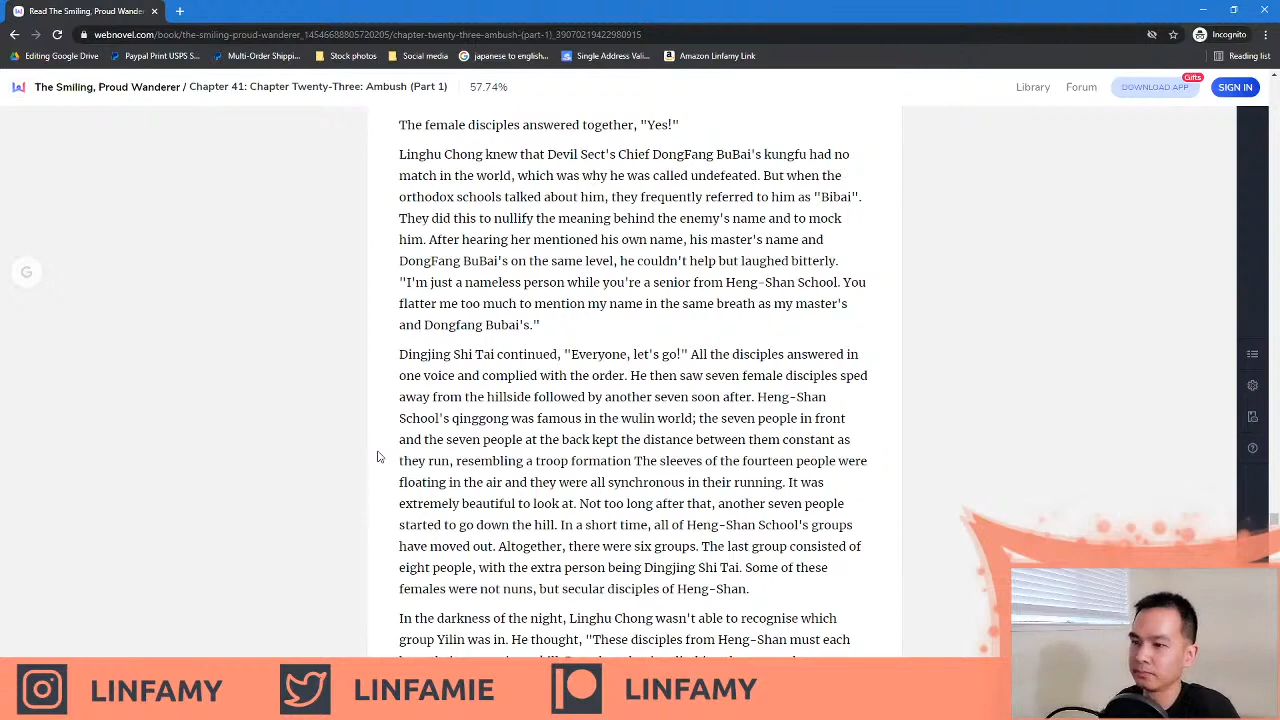 Read The Smiling, Proud Wander
Incognito
webnovel.com/book/the-smiling-proud-wanderer_14546688805720205/chapter-twenty-three-ambush-(part-1)_39070219422980915
Editing Google Drive
Paypal Print USPS S...
Multi-Order Shippi...
Stock photos
Social media
japanese to english...
Single Address Vali...
Amazon Linfamy Link
Reading list
The Smiling, Proud Wanderer / Chapter 41: Chapter Twenty-Three: Ambush (Part 1)
57.74%
Library
Forum
DOWNLOAD APP
Gifts
SIGN IN
The female disciples answered together, "Yes!"
Linghu Chong knew that Devil Sect's Chief DongFang BuBai's kungfu had no
match in the world, which was why he was called undefeated. But when the
orthodox schools talked about him, they frequently referred to him as "Bibai".
They did this to nullify the meaning behind the enemy's name and to mock
him. After hearing her mentioned his own name, his master's name and
DongFang BuBai's on the same level, he couldn't help but laughed bitterly.
"I'm just a nameless person while you're a senior from Heng-Shan School. You
flatter me too much to mention my name in the same breath as my master's
and Dongfang Bubai's."
Dingjing Shi Tai continued, "Everyone, let's go!" All the disciples answered in
one voice and complied with the order. He then saw seven female disciples sped
away from the hillside followed by another seven soon after. Heng-Shan
School's qinggong was famous in the wulin world; the seven people in front
and the seven people at the back kept the distance between them constant as
they run, resembling a troop formation The sleeves of the fourteen people were
floating in the air and they were all synchronous in their running. It was
extremely beautiful to look at. Not too long after that, another seven people
started to go down the hill. In a short time, all of Heng-Shan School's groups
have moved out. Altogether, there were six groups. The last group consisted of
eight people, with the extra person being Dingjing Shi Tai. Some of these
females were not nuns, but secular disciples of Heng-Shan.
In the darkness of the night, Linghu Chong wasn't able to recognise which
group Yilin was in. He thought, "These disciples from Heng-Shan must each
G
LINFAMY
LINFAMIE
LINFAMY